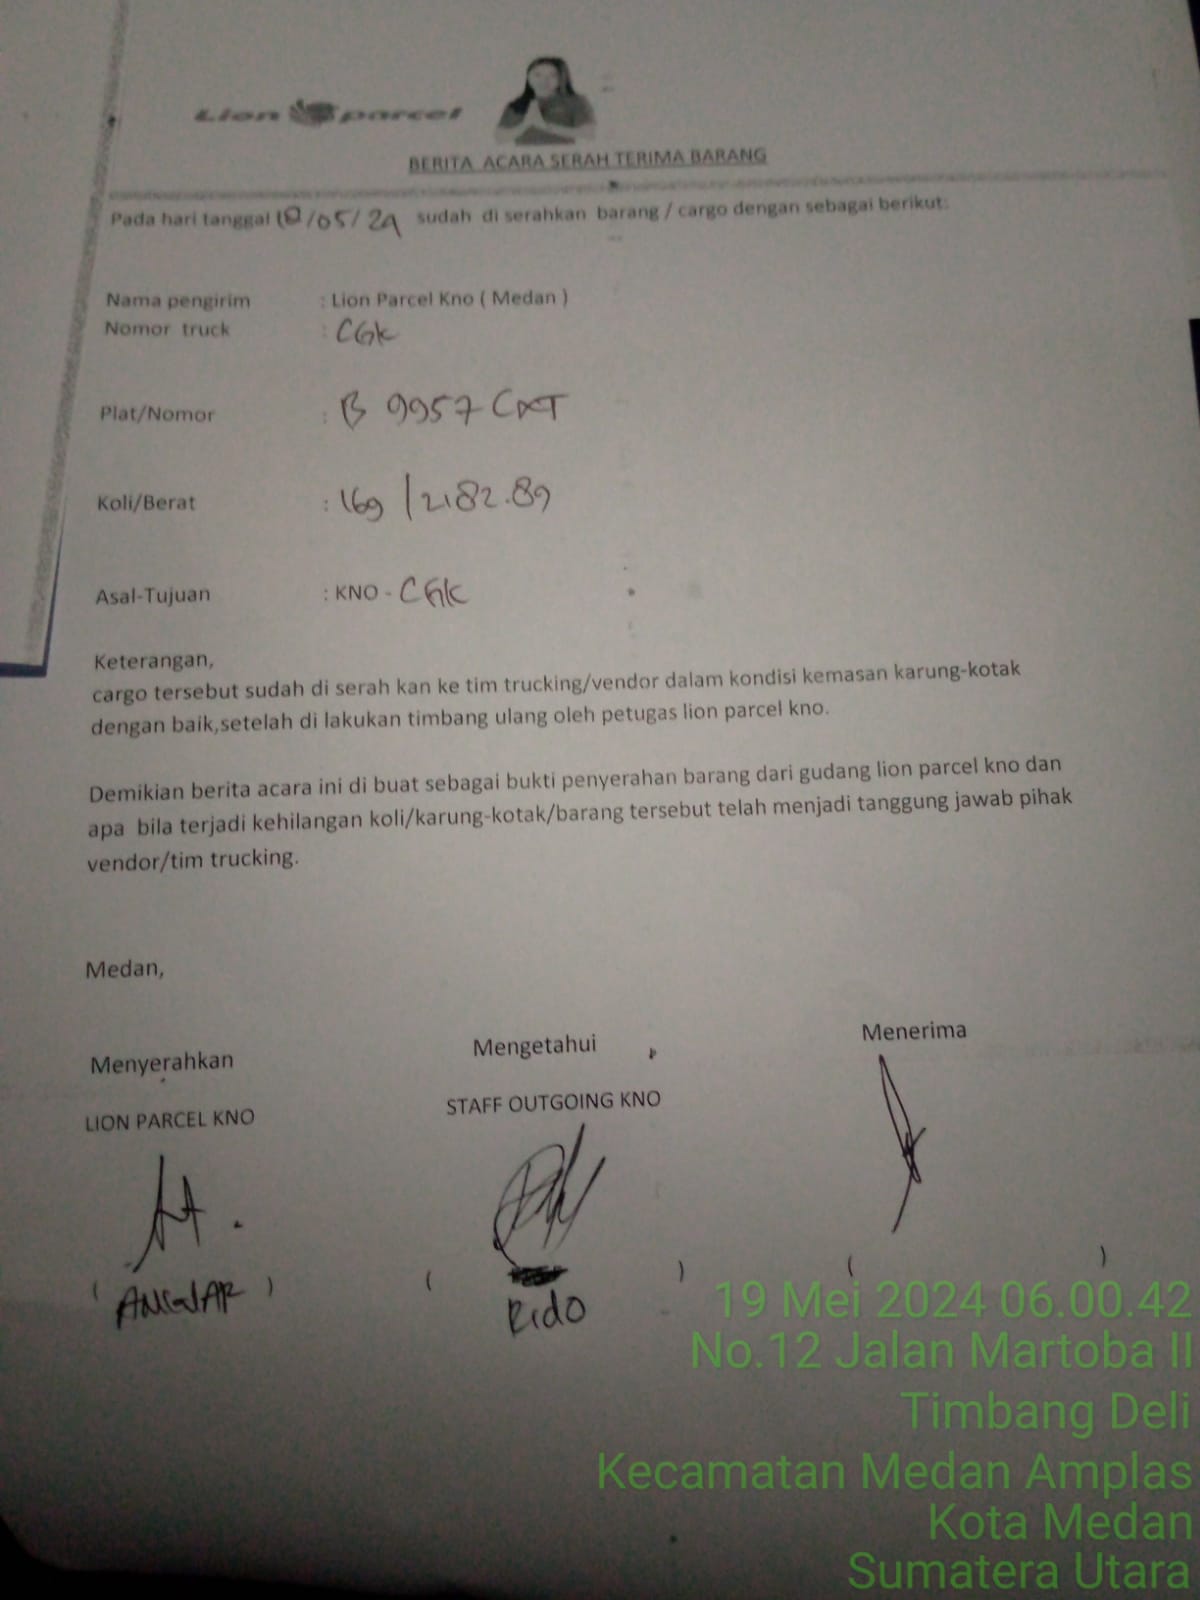 Lion parcel
BERITA ACARA SERAH TERIMA BARANG
Pada hari tanggal 18/05/24 sudah di serahkan barang / cargo dengan sebagai berikut:
Nama pengirim : Lion Parcel Kno ( Medan )
Nomor truck : CGK
Plat/Nomor : B 9957 CXT
Koli/Berat : 169 / 2182.89
Asal-Tujuan : KNO - CGK
Keterangan,
cargo tersebut sudah di serah kan ke tim trucking/vendor dalam kondisi kemasan karung-kotak
dengan baik,setelah di lakukan timbang ulang oleh petugas lion parcel kno.
Demikian berita acara ini di buat sebagai bukti penyerahan barang dari gudang lion parcel kno dan
apa bila terjadi kehilangan koli/karung-kotak/barang tersebut telah menjadi tanggung jawab pihak
vendor/tim trucking.
Medan,
Menyerahkan Mengetahui Menerima
LION PARCEL KNO STAFF OUTGOING KNO
( ) ( ) ( )
Rido
19 Mei 2024 06.00.42
No.12 Jalan Martoba II
Timbang Deli
Kecamatan Medan Amplas
Kota Medan
Sumatera Utara